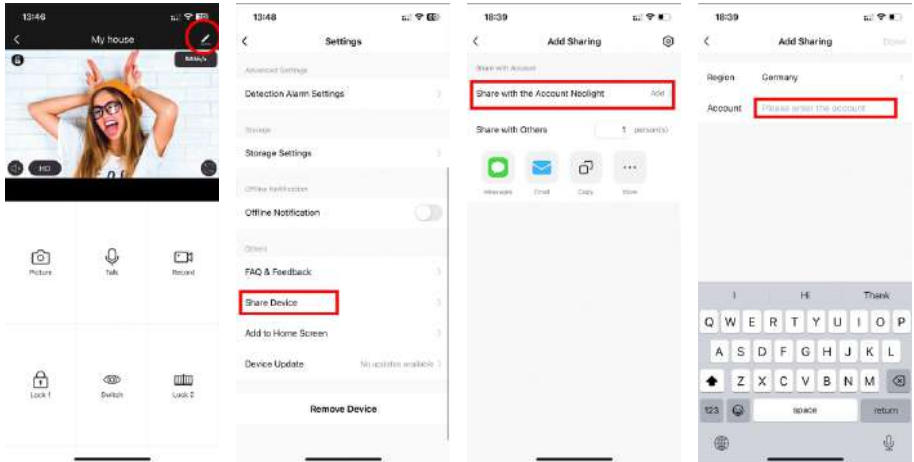 13:46
My house
HD
Picture
Talk
Record
Lock 1
Switch
Lock 2
13:48
Settings
Advanced Settings
Detection Alarm Settings
Storage
Storage Settings
Offline Notification
Offline Notification
Others
FAQ & Feedback
Share Device
Add to Home Screen
Device Update
No updates available
Remove Device
18:39
Add Sharing
Share with Account
Share with the Account Neolight
Add
Share with Others
1 person(s)
Messages
Email
Copy
More
18:39
Add Sharing
Done
Region
Germany
Account
Please enter the account
I
Hi
Thank
Q W E R T Y U I O P
A S D F G H J K L
Z X C V B N M
123
space
return